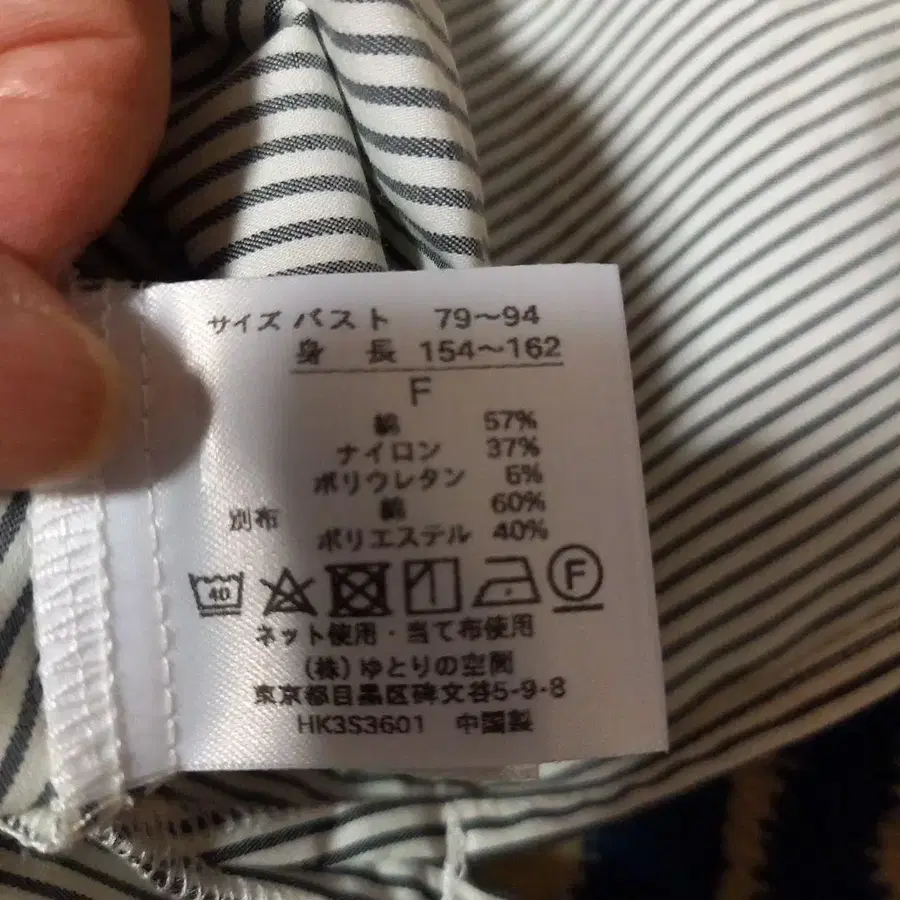 サイズ バスト 79～94
身長 154～162
F
綿 57%
ナイロン 37%
ポリウレタン 6%
別布 綿 60%
ポリエステル 40%
40
F
ネット使用・当て布使用
（株）ゆとりの空間
東京都目黒区碑文谷5-9-8
HK3S3601 中国製